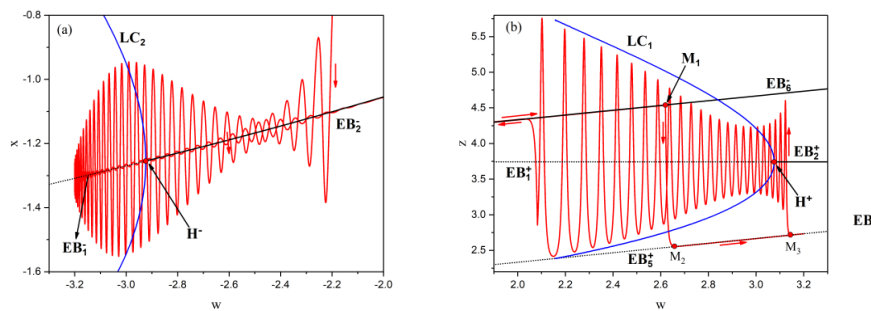 (a)
LC₂
EB₂⁻
H⁻
EB₁⁻
x
-0.8
-1.0
-1.2
-1.4
-1.6
-3.2 -3.0 -2.8 -2.6 -2.4 -2.2 -2.0
w
(b)
LC₁
M₁
EB₆⁻
EB₂⁺
EB₁⁺
H⁺
EB₅⁺
M₂
M₃
EB
z
5.5
5.0
4.5
4.0
3.5
3.0
2.5
2.0 2.2 2.4 2.6 2.8 3.0 3.2
w